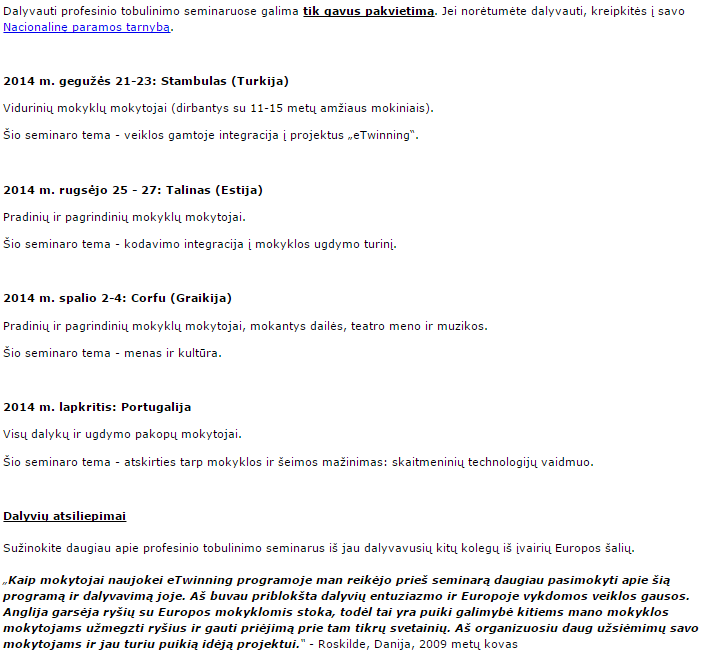 Dalyvauti profesinio tobulinimo seminaruose galima tik gavus pakvietimą. Jei norėtumėte dalyvauti, kreipkitės į savo
Nacionalinę paramos tarnybą.
2014 m. gegužės 21-23: Stambulas (Turkija)
Vidurinių mokyklų mokytojai (dirbantys su 11-15 metų amžiaus mokiniais).
Šio seminaro tema - veiklos gamtoje integracija į projektus „eTwinning“.
2014 m. rugsėjo 25 - 27: Talinas (Estija)
Pradinių ir pagrindinių mokyklų mokytojai.
Šio seminaro tema - kodavimo integracija į mokyklos ugdymo turinį.
2014 m. spalio 2-4: Corfu (Graikija)
Pradinių ir pagrindinių mokyklų mokytojai, mokantys dailės, teatro meno ir muzikos.
Šio seminaro tema - menas ir kultūra.
2014 m. lapkritis: Portugalija
Visų dalykų ir ugdymo pakopų mokytojai.
Šio seminaro tema - atskirties tarp mokyklos ir šeimos mažinimas: skaitmeninių technologijų vaidmuo.
Dalyvių atsiliepimai
Sužinokite daugiau apie profesinio tobulinimo seminarus iš jau dalyvavusių kitų kolegų iš įvairių Europos šalių.
„Kaip mokytojai naujokei eTwinning programoje man reikėjo prieš seminarą daugiau pasimokyti apie šią
programą ir dalyvavimą joje. Aš buvau priblokšta dalyvių entuziazmo ir Europoje vykdomos veiklos gausos.
Anglija garsėja ryšių su Europos mokyklomis stoka, todėl tai yra puiki galimybė kitiems mano mokyklos
mokytojams užmegzti ryšius ir gauti priėjimą prie tam tikrų svetainių. Aš organizuosiu daug užsiėmimų savo
mokytojams ir jau turiu puikią idėją projektui.“ - Roskilde, Danija, 2009 metų kovas